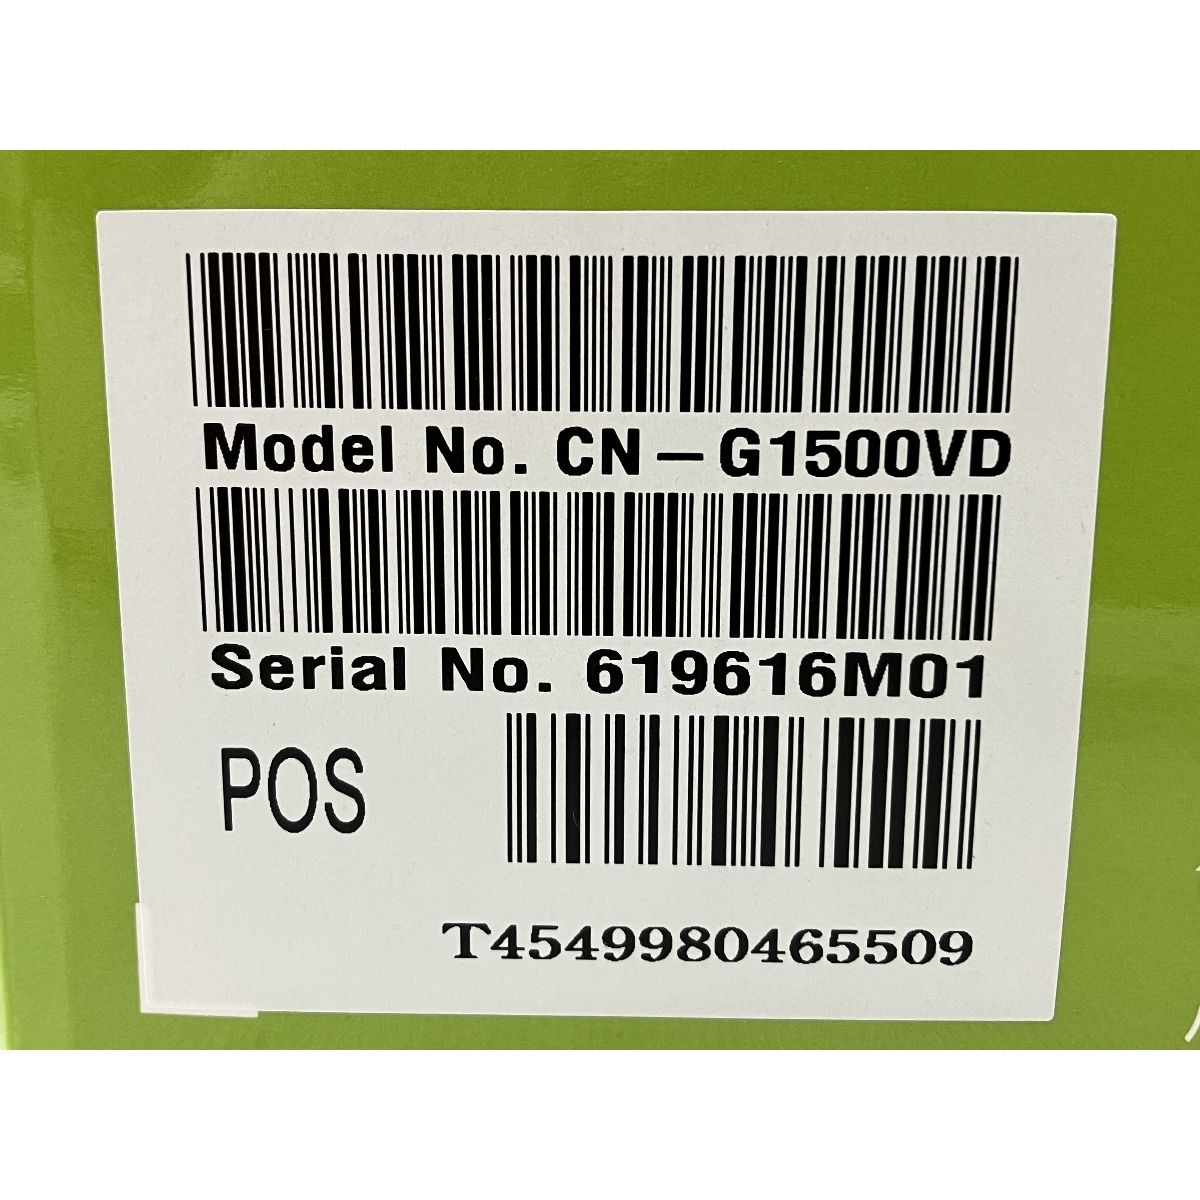 Model No. CN-G1500VD
Serial No. 619616M01
POS
T4549980465509